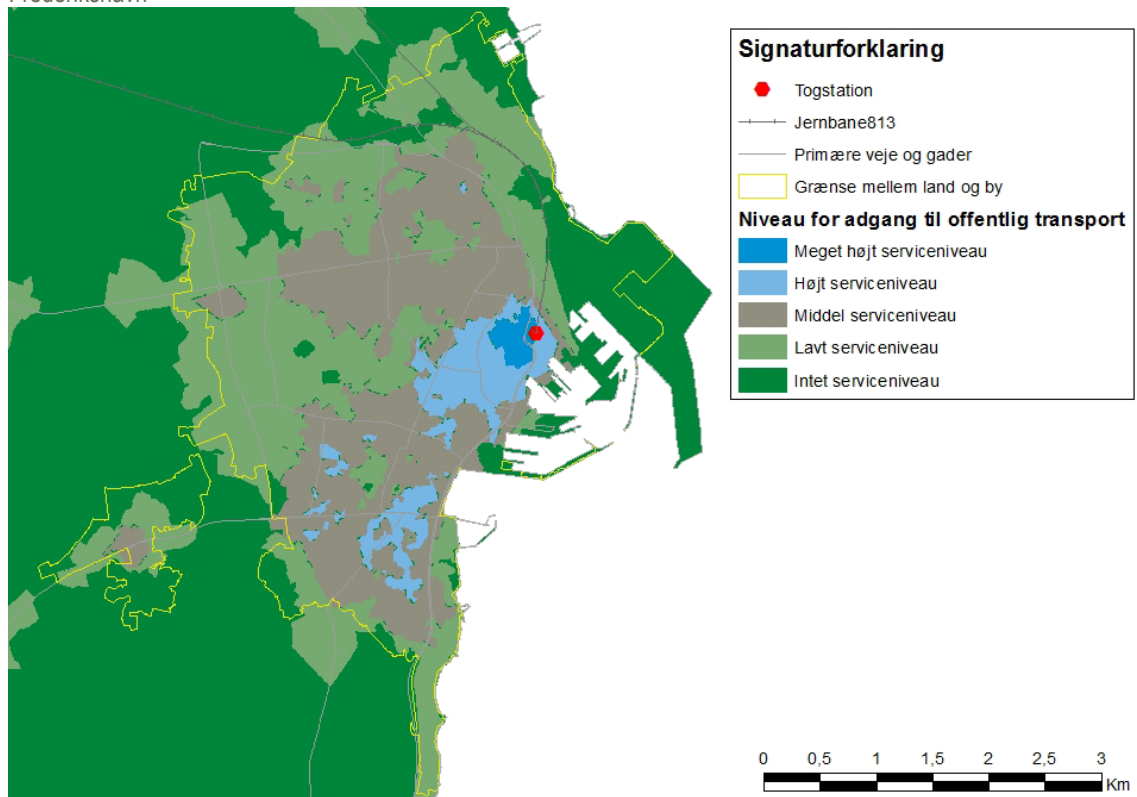 Frederikshavn
Signaturforklaring
Togstation
Jernbane813
Primære veje og gader
Grænse mellem land og by
Niveau for adgang til offentlig transport
Meget højt serviceniveau
Højt serviceniveau
Middel serviceniveau
Lavt serviceniveau
Intet serviceniveau
0 0,5 1 1,5 2 2,5 3
Km